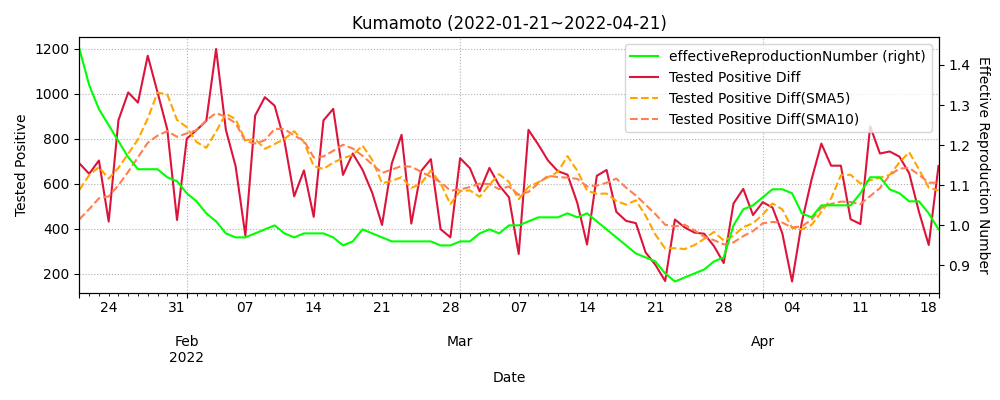 Kumamoto (2022-01-21~2022-04-21)
effectiveReproductionNumber (right)
Tested Positive Diff
Tested Positive Diff(SMA5)
Tested Positive Diff(SMA10)
Tested Positive
1200
1000
800
600
400
200
Effective Reproduction Number
1.4
1.3
1.2
1.1
1.0
0.9
24 31 07 14 21 28 07 14 21 28 04 11 18
Feb Mar Apr
2022
Date